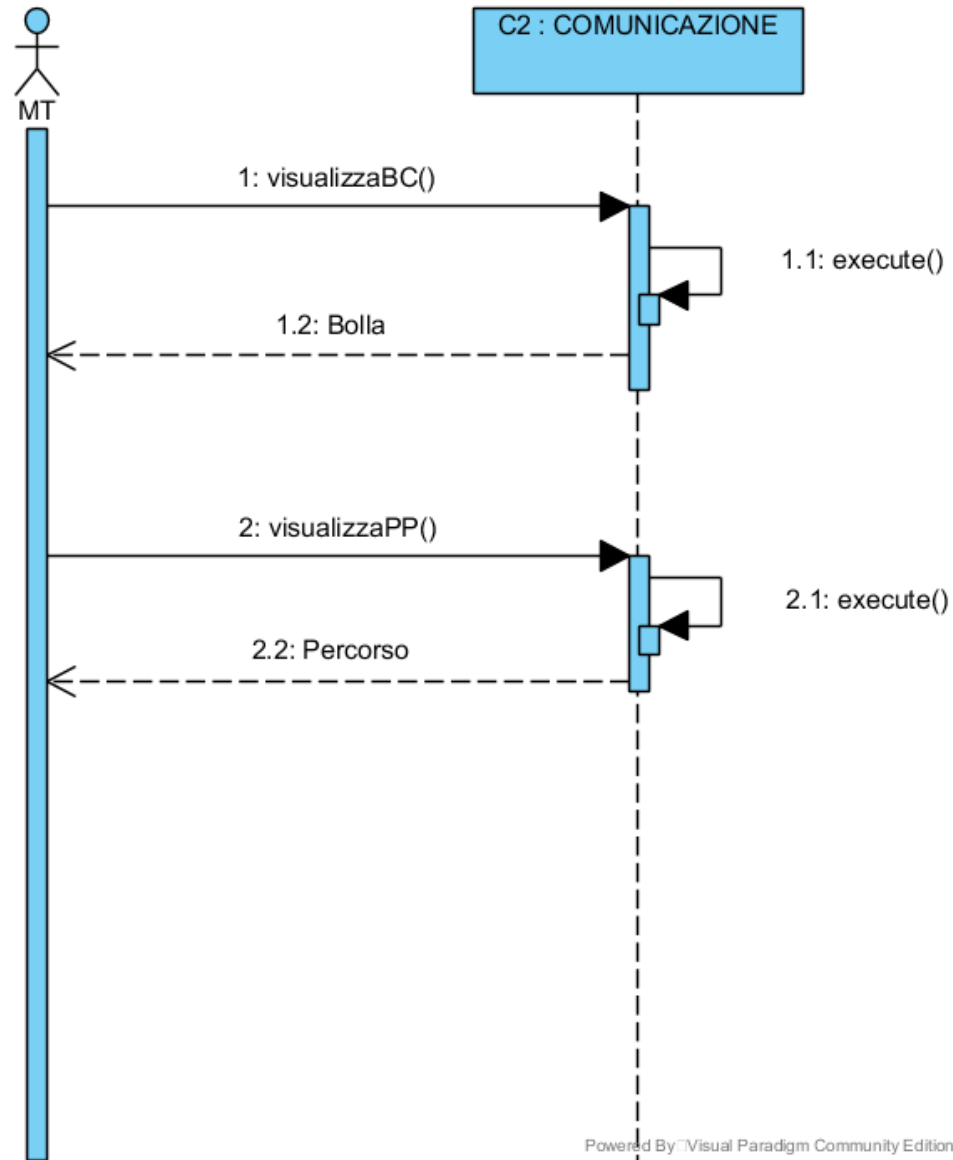 C2 : COMUNICAZIONE
MT
1: visualizzaBC()
1.1: execute()
1.2: Bolla
2: visualizzaPP()
2.1: execute()
2.2: Percorso
Powered By Visual Paradigm Community Edition